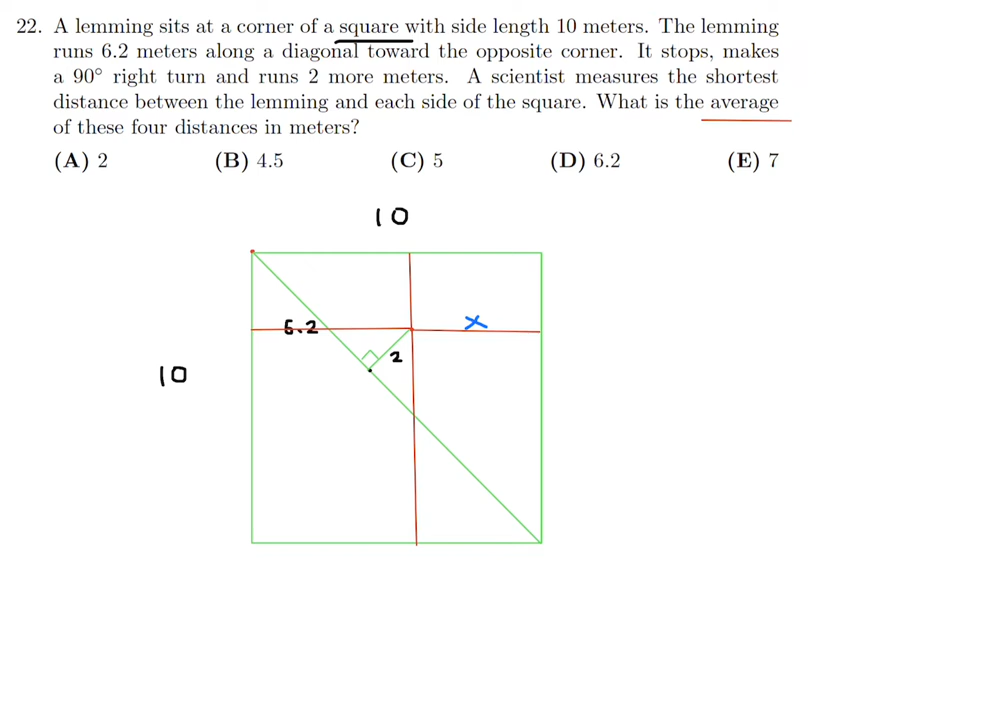 22. A lemming sits at a corner of a square with side length 10 meters. The lemming
runs 6.2 meters along a diagonal toward the opposite corner. It stops, makes
a 90° right turn and runs 2 more meters. A scientist measures the shortest
distance between the lemming and each side of the square. What is the average
of these four distances in meters?
(A) 2 (B) 4.5 (C) 5 (D) 6.2 (E) 7
10
6.2 x
2
10